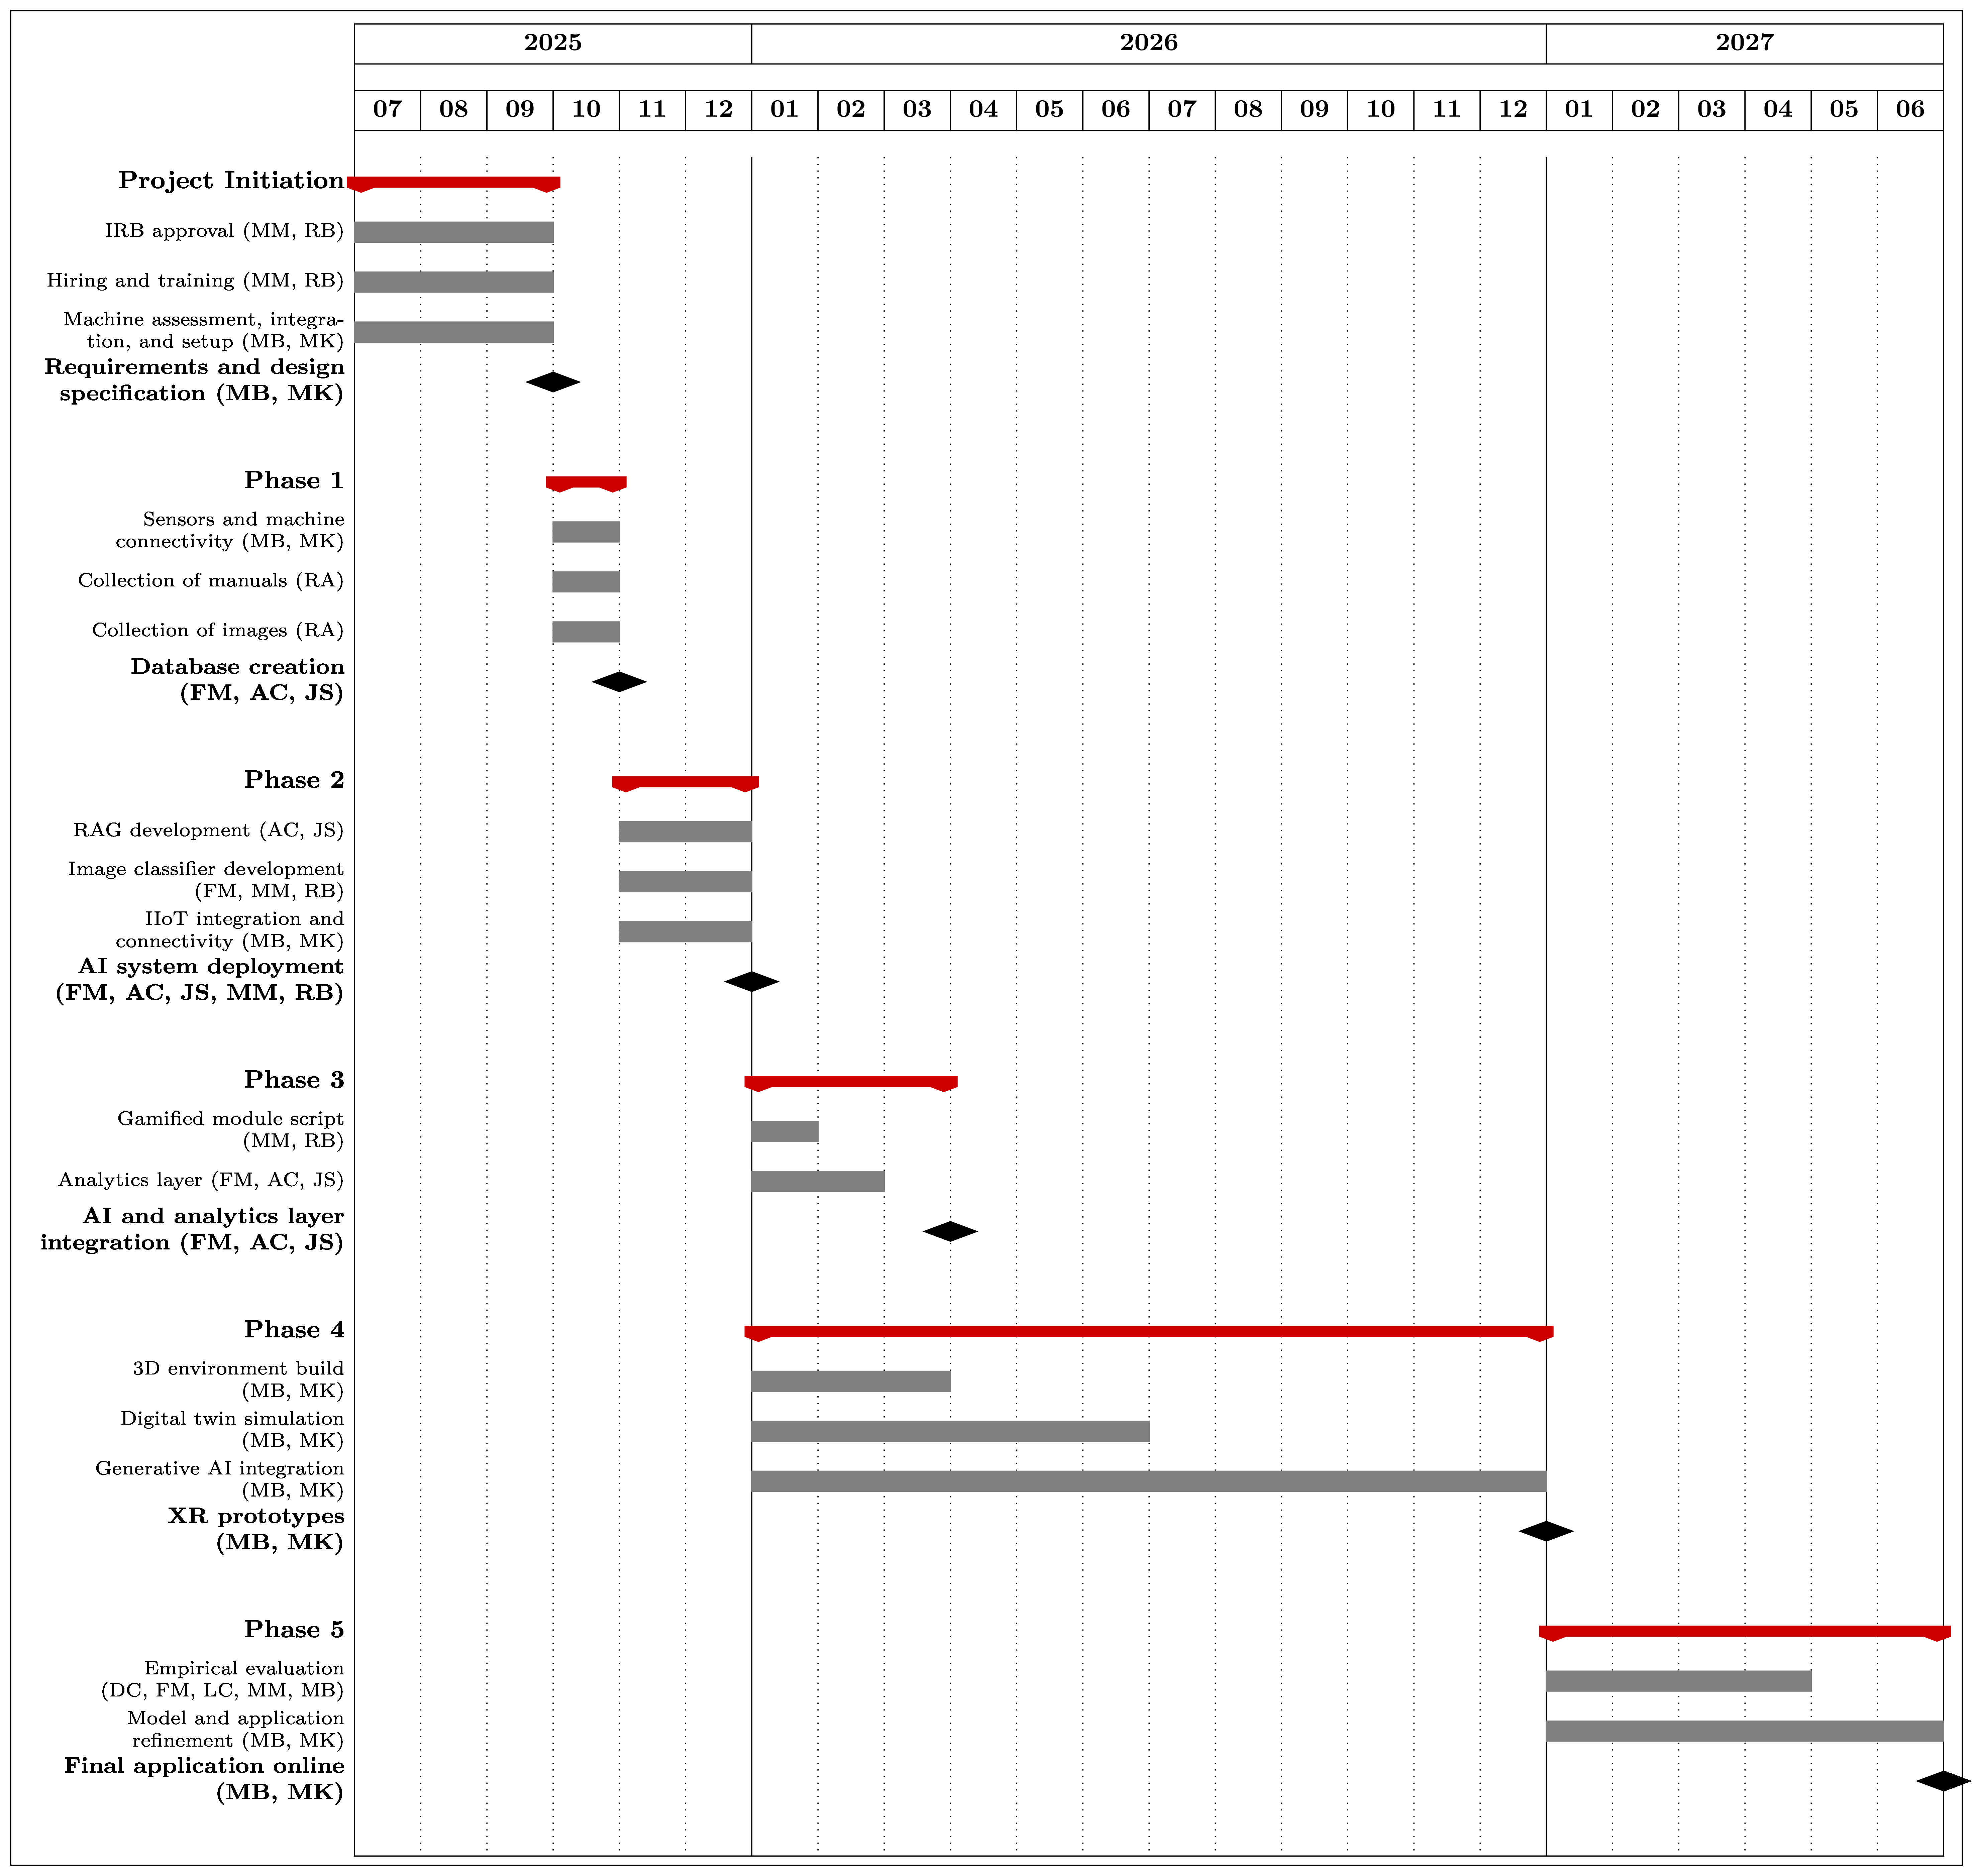 2025 2026 2027
07 08 09 10 11 12 01 02 03 04 05 06 07 08 09 10 11 12 01 02 03 04 05 06
Project Initiation
IRB approval (MM, RB)
Hiring and training (MM, RB)
Machine assessment, integra-
tion, and setup (MB, MK)
Requirements and design
specification (MB, MK)
Phase 1
Sensors and machine
connectivity (MB, MK)
Collection of manuals (RA)
Collection of images (RA)
Database creation
(FM, AC, JS)
Phase 2
RAG development (AC, JS)
Image classifier development
(FM, MM, RB)
IIoT integration and
connectivity (MB, MK)
AI system deployment
(FM, AC, JS, MM, RB)
Phase 3
Gamified module script
(MM, RB)
Analytics layer (FM, AC, JS)
AI and analytics layer
integration (FM, AC, JS)
Phase 4
3D environment build
(MB, MK)
Digital twin simulation
(MB, MK)
Generative AI integration
(MB, MK)
XR prototypes
(MB, MK)
Phase 5
Empirical evaluation
(DC, FM, LC, MM, MB)
Model and application
refinement (MB, MK)
Final application online
(MB, MK)